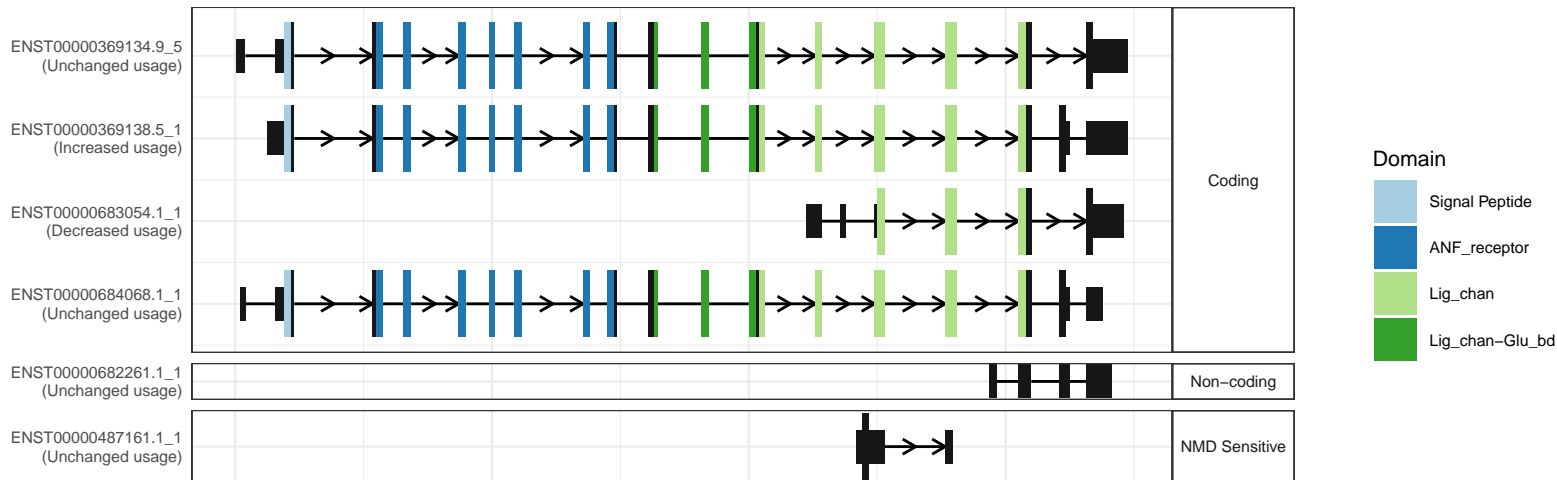 ENST00000369134.9_5
(Unchanged usage)
ENST00000369138.5_1
(Increased usage)
ENST00000683054.1_1
(Decreased usage)
ENST00000684068.1_1
(Unchanged usage)
Coding
ENST00000682261.1_1
(Unchanged usage)
Non−coding
ENST00000487161.1_1
(Unchanged usage)
NMD Sensitive
Domain
Signal Peptide
ANF_receptor
Lig_chan
Lig_chan−Glu_bd